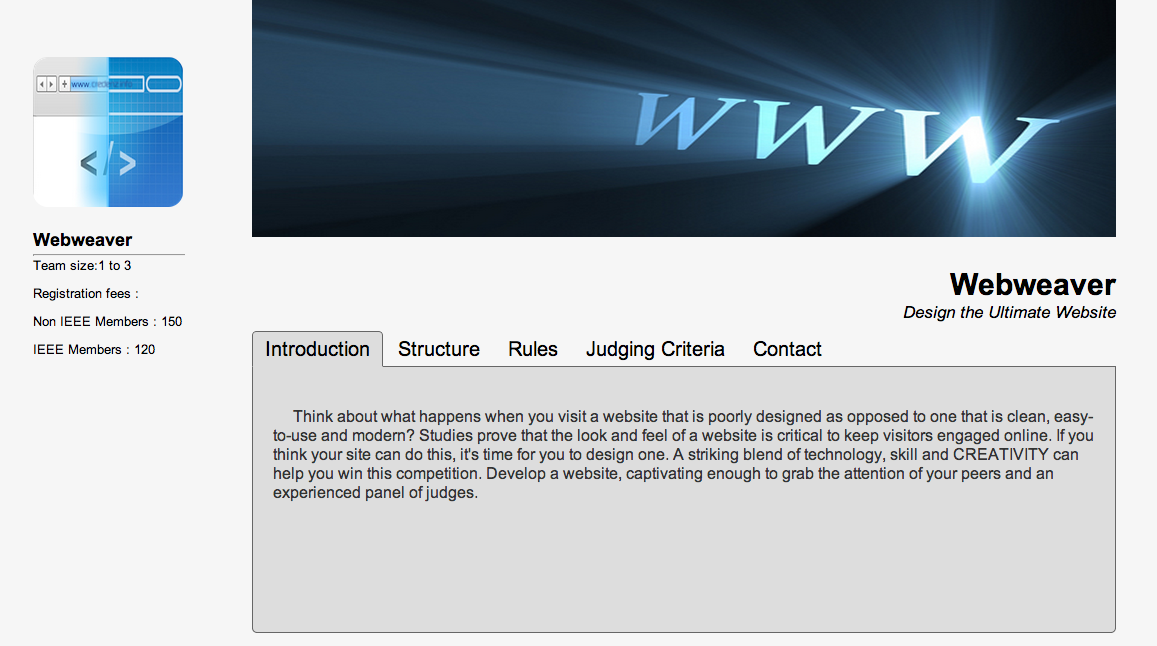 www
</>
Webweaver
Team size:1 to 3
Registration fees :
Non IEEE Members : 150
IEEE Members : 120
WWW
Webweaver
Design the Ultimate Website
Introduction Structure Rules Judging Criteria Contact
Think about what happens when you visit a website that is poorly designed as opposed to one that is clean, easy-
to-use and modern? Studies prove that the look and feel of a website is critical to keep visitors engaged online. If you
think your site can do this, it's time for you to design one. A striking blend of technology, skill and CREATIVITY can
help you win this competition. Develop a website, captivating enough to grab the attention of your peers and an
experienced panel of judges.